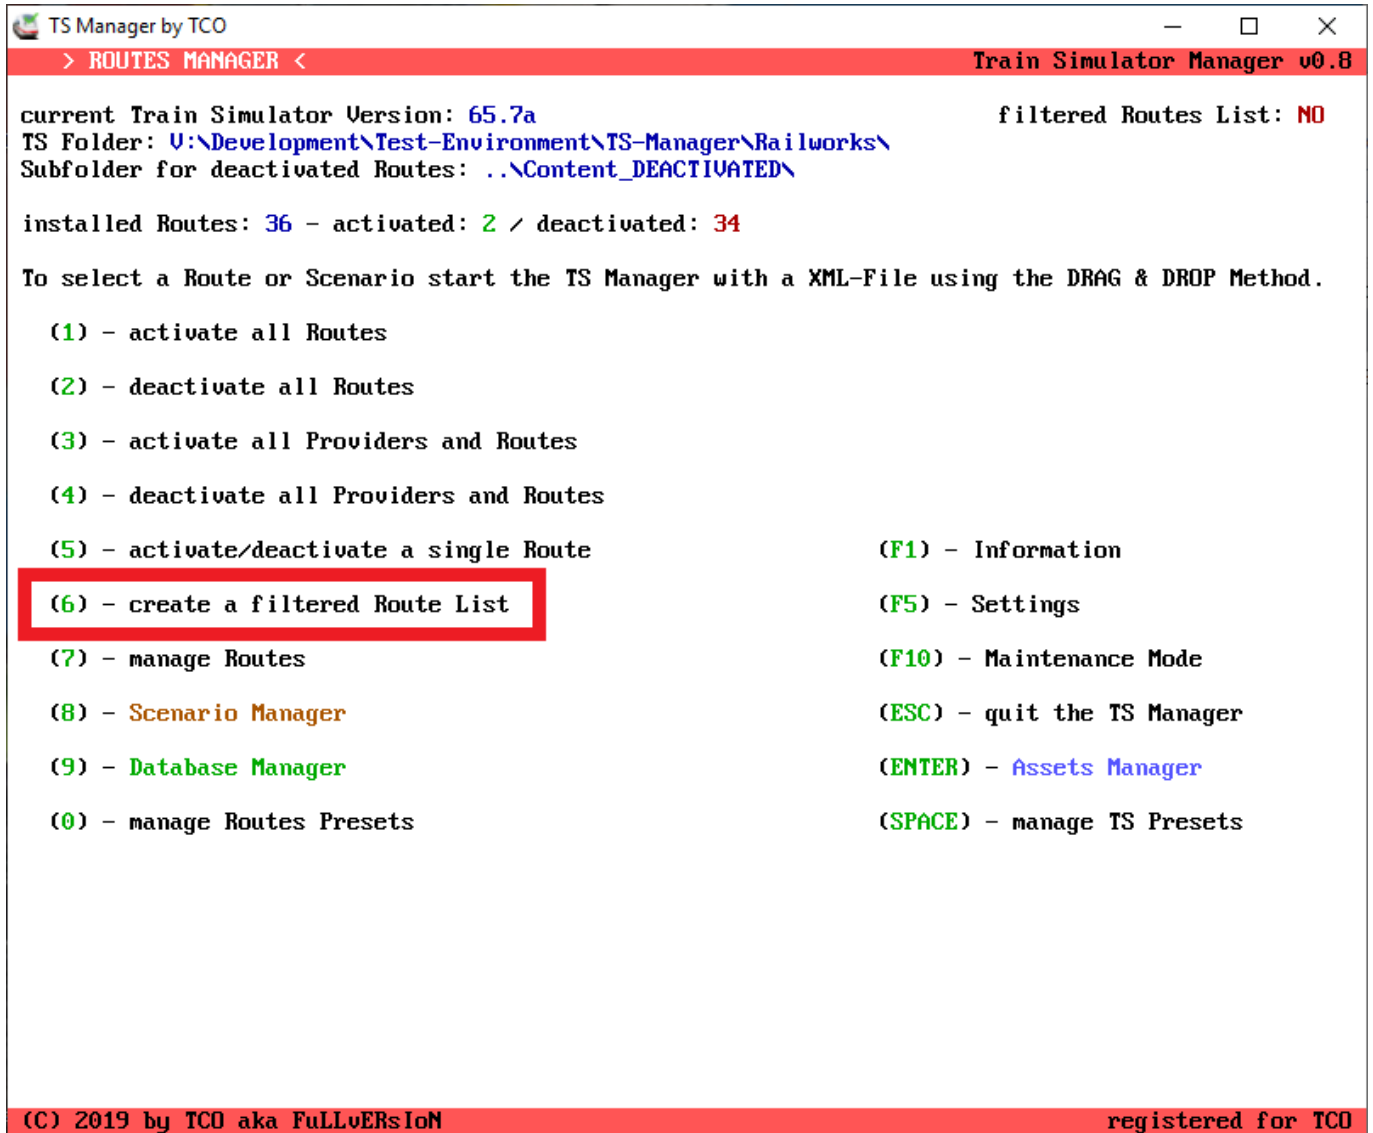 TS Manager by TCO
> ROUTES MANAGER < Train Simulator Manager v0.8
current Train Simulator Version: 65.7a filtered Routes List: NO
TS Folder: V:\Development\Test-Environment\TS-Manager\Railworks\
Subfolder for deactivated Routes: ..\Content_DEACTIVATED\
installed Routes: 36 - activated: 2 / deactivated: 34
To select a Route or Scenario start the TS Manager with a XML-File using the DRAG & DROP Method.
(1) - activate all Routes
(2) - deactivate all Routes
(3) - activate all Providers and Routes
(4) - deactivate all Providers and Routes
(5) - activate/deactivate a single Route (F1) - Information
(6) - create a filtered Route List (F5) - Settings
(7) - manage Routes (F10) - Maintenance Mode
(8) - Scenario Manager (ESC) - quit the TS Manager
(9) - Database Manager (ENTER) - Assets Manager
(0) - manage Routes Presets (SPACE) - manage TS Presets
(C) 2019 by TCO aka FuLLvERsIoN registered for TCO